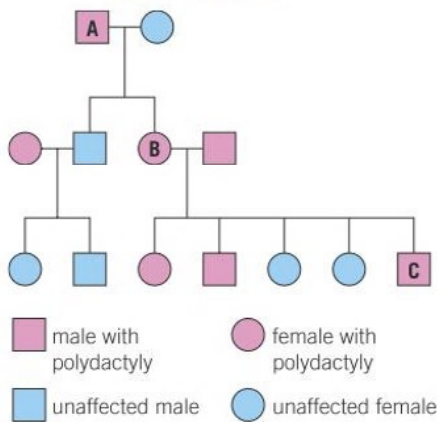 A
B
C
male with polydactyly
female with polydactyly
unaffected male
unaffected female